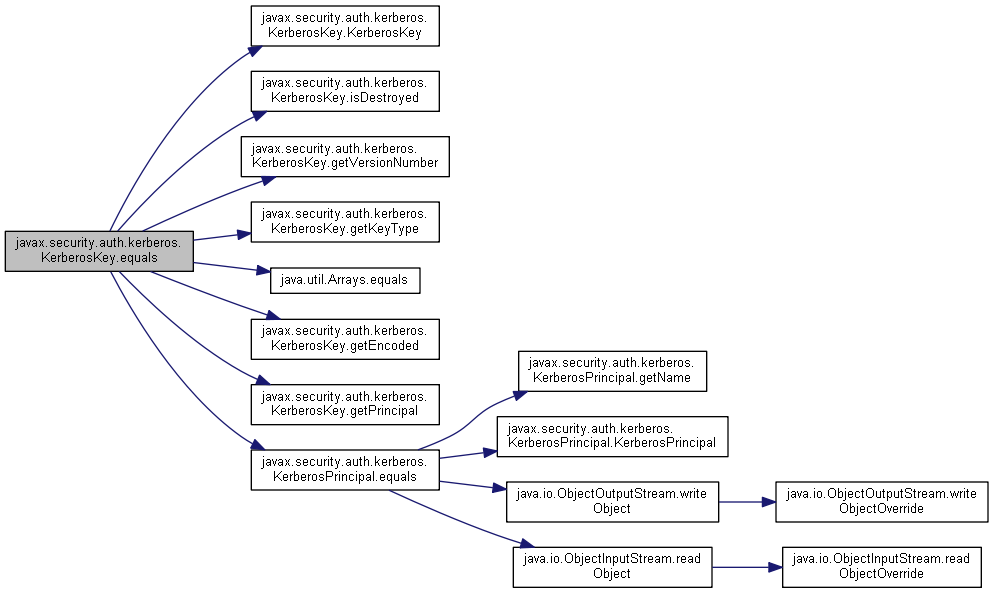 javax.security.auth.kerberos.
KerberosKey.KerberosKey
javax.security.auth.kerberos.
KerberosKey.isDestroyed
javax.security.auth.kerberos.
KerberosKey.getVersionNumber
javax.security.auth.kerberos.
KerberosKey.getKeyType
javax.security.auth.kerberos.
KerberosKey.equals
java.util.Arrays.equals
javax.security.auth.kerberos.
KerberosKey.getEncoded
javax.security.auth.kerberos.
KerberosKey.getPrincipal
javax.security.auth.kerberos.
KerberosPrincipal.equals
javax.security.auth.kerberos.
KerberosPrincipal.getName
javax.security.auth.kerberos.
KerberosPrincipal.KerberosPrincipal
java.io.ObjectOutputStream.write
Object
java.io.ObjectOutputStream.write
ObjectOverride
java.io.ObjectInputStream.read
Object
java.io.ObjectInputStream.read
ObjectOverride